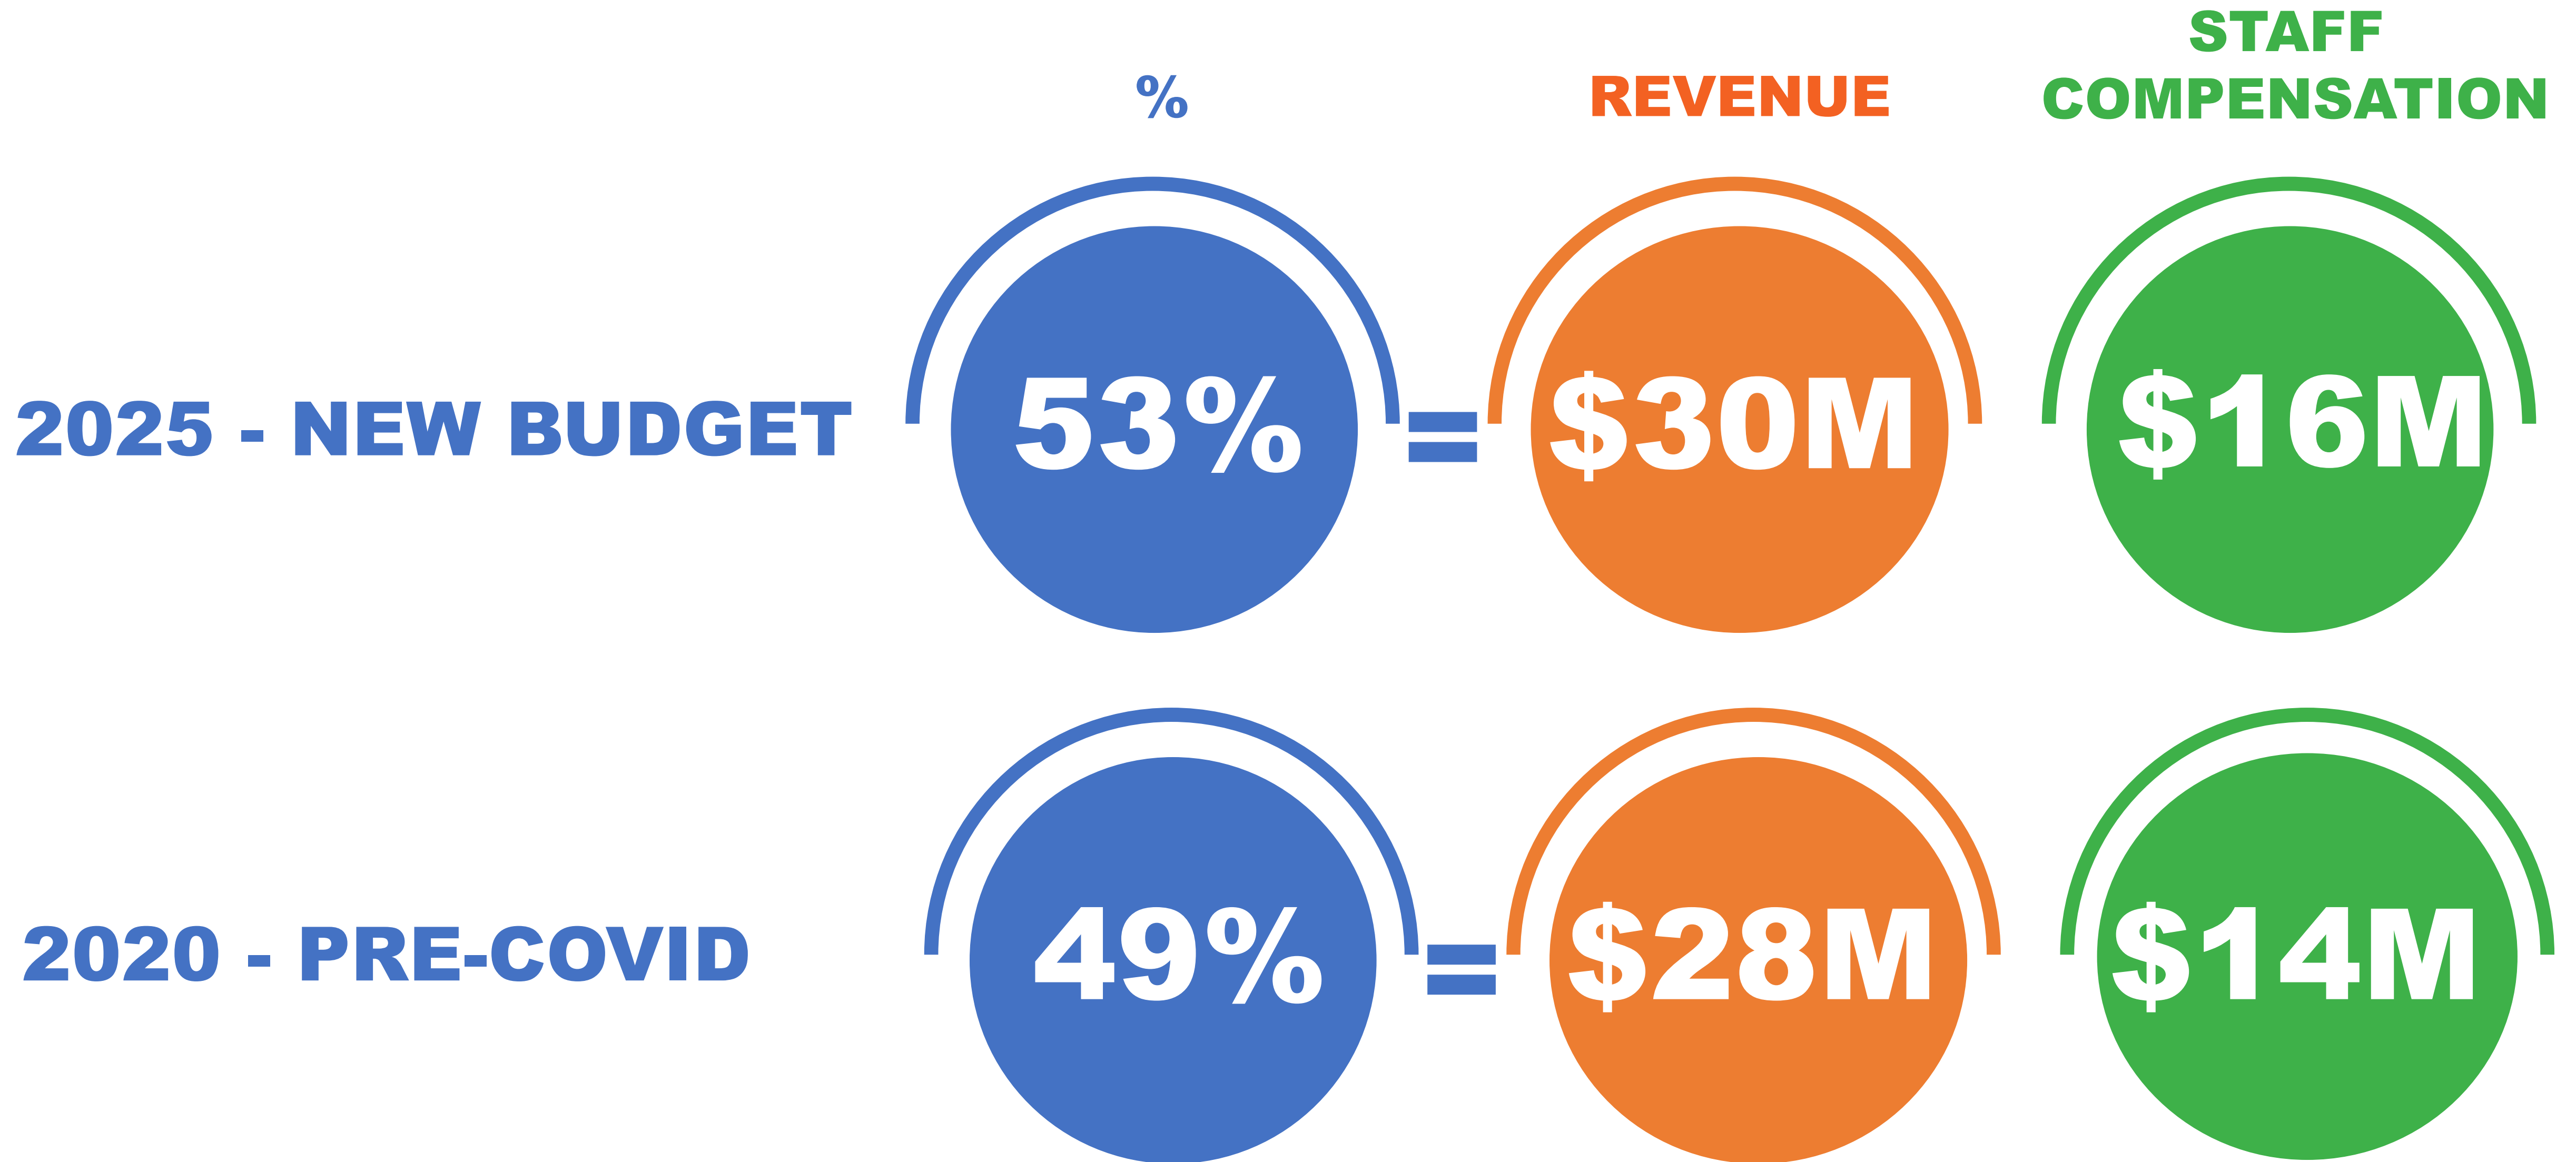 STAFF
% REVENUE COMPENSATION
2025 - NEW BUDGET 53% = $30M $16M
2020 - PRE-COVID 49% = $28M $14M